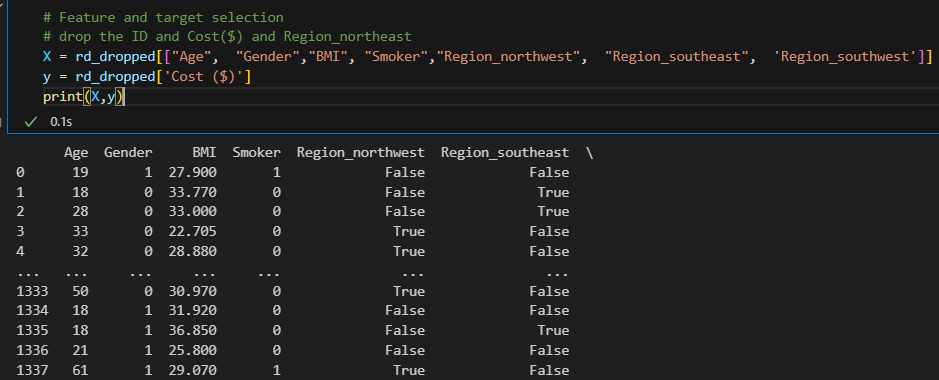 # Feature and target selection
# drop the ID and Cost($) and Region_northeast
X = rd_dropped[["Age",  "Gender","BMI", "Smoker","Region_northwest",  "Region_southeast",  'Region_southwest']]
y = rd_dropped['Cost ($)']
print(X,y)
0.1s
Age  Gender  BMI  Smoker  Region_northwest  Region_southeast  \
0  19  1  27.900  1  False  False
1  18  0  33.770  0  False  True
2  28  0  33.000  0  False  True
3  33  0  22.705  0  True  False
4  32  0  28.880  0  True  False
...  ...  ...  ...  ...  ...  ...
1333  50  0  30.970  0  True  False
1334  18  1  31.920  0  False  False
1335  18  1  36.850  0  False  True
1336  21  1  25.800  0  False  False
1337  61  1  29.070  1  True  False